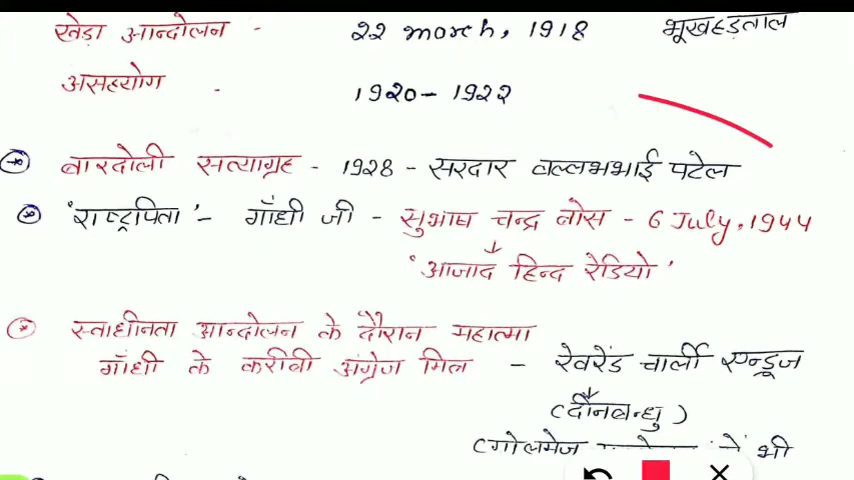 खेड़ा आन्दोलन - 22 march, 1918 भूखहड़ताल
असहयोग - 1920 - 1922
बारदोली सत्याग्रह - 1928 - सरदार वल्लभभाई पटेल
'राष्ट्रपिता' - गाँधी जी - सुभाष चन्द्र बोस - 6 July, 1944
'आजाद हिन्द रेडियो'
स्वाधीनता आन्दोलन के दौरान महात्मा
गाँधी के करीबी अंग्रेज मित्र - रेवरेंड चार्ली एन्ड्रूज
(दीनबन्धु)
(गोलमेज में भी